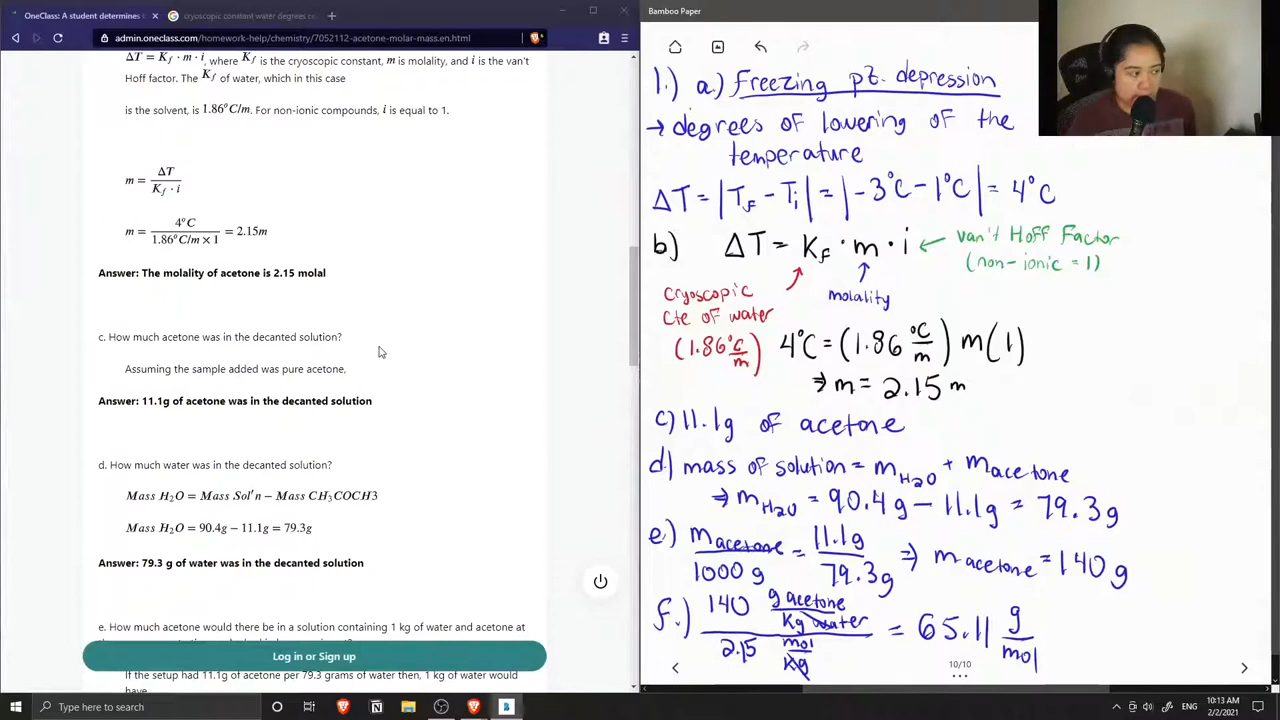 OneClass: A student determines
cryoscopic constant water degrees ce
admin.oneclass.com/homework-help/chemistry/7052112-acetone-molar-mass.en.html
ΔT = K_f · m · i, where K_f is the cryoscopic constant, m is molality, and i is the van't
Hoff factor. The K_f of water, which in this case
is the solvent, is 1.86°C/m. For non-ionic compounds, i is equal to 1.
m = ΔT / K_f · i
m = 4°C / 1.86°C/m × 1 = 2.15m
Answer: The molality of acetone is 2.15 molal
c. How much acetone was in the decanted solution?
Assuming the sample added was pure acetone,
Answer: 11.1g of acetone was in the decanted solution
d. How much water was in the decanted solution?
Mass H2O = Mass Sol'n − Mass CH3COCH3
Mass H2O = 90.4g − 11.1g = 79.3g
Answer: 79.3 g of water was in the decanted solution
e. How much acetone would there be in a solution containing 1 kg of water and acetone at
Log in or Sign up
If the setup had 11.1g of acetone per 79.3 grams of water then, 1 kg of water would
have
Bamboo Paper
1.) a.) freezing pt. depression
→ degrees of lowering of the
temperature
ΔT = |T_F − T_i| = |−3°C − 1°C| = 4°C
b) ΔT = K_F · m · i ← van't Hoff Factor
(non-ionic = 1)
Cryoscopic
Cte of water
(1.86 °C/m)
molality
4°C = (1.86 °C/m) m (1)
⇒ m = 2.15 m
c) 11.1g of acetone
d) mass of solution = m_H2O + m_acetone
⇒ m_H2O = 90.4g − 11.1g = 79.3g
e) m_acetone / 1000 g = 11.1g / 79.3g ⇒ m_acetone = 140g
f.) 140 g acetone/Kg water / 2.15 mol/Kg = 65.11 g/mol
10/10
Type here to search
ENG
10:13 AM
2/2/2021